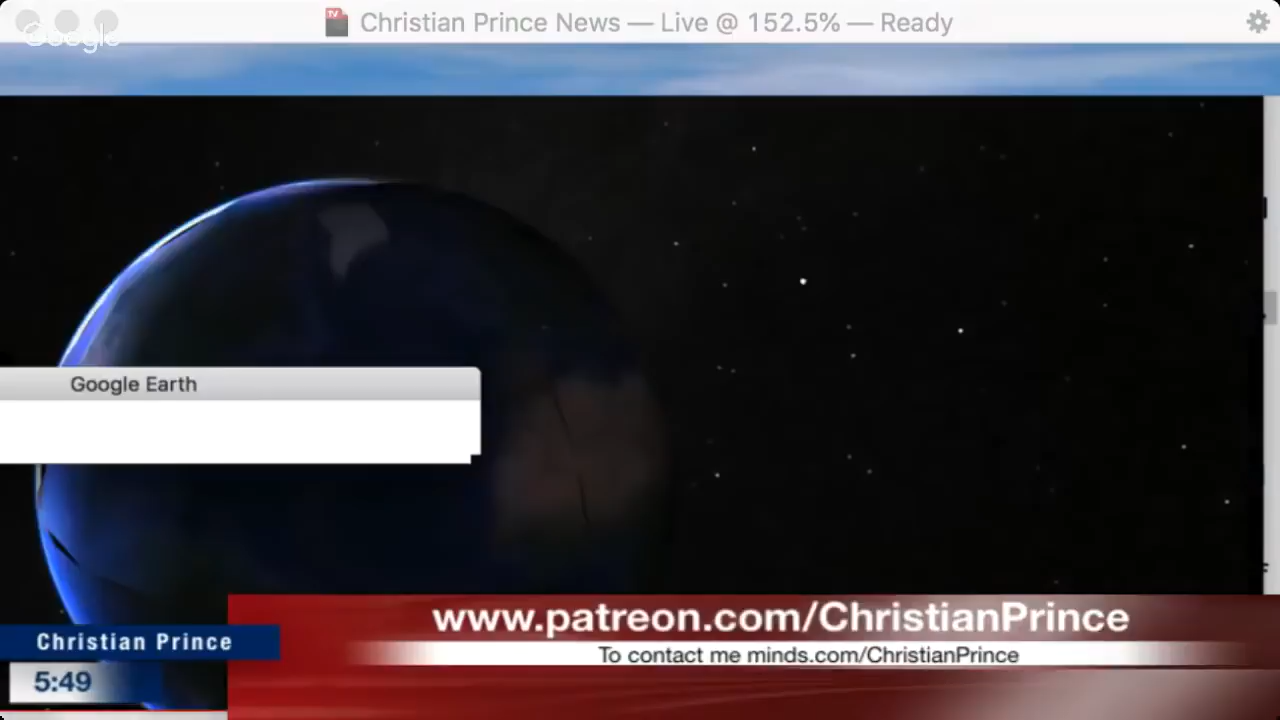 Christian Prince News — Live @ 152.5% — Ready
Google
Google Earth
www.patreon.com/ChristianPrince
To contact me minds.com/ChristianPrince
Christian Prince
5:49